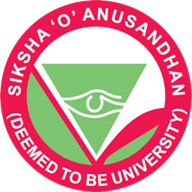 SIKSHA 'O' ANUSANDHAN
(DEEMED TO BE UNIVERSITY)